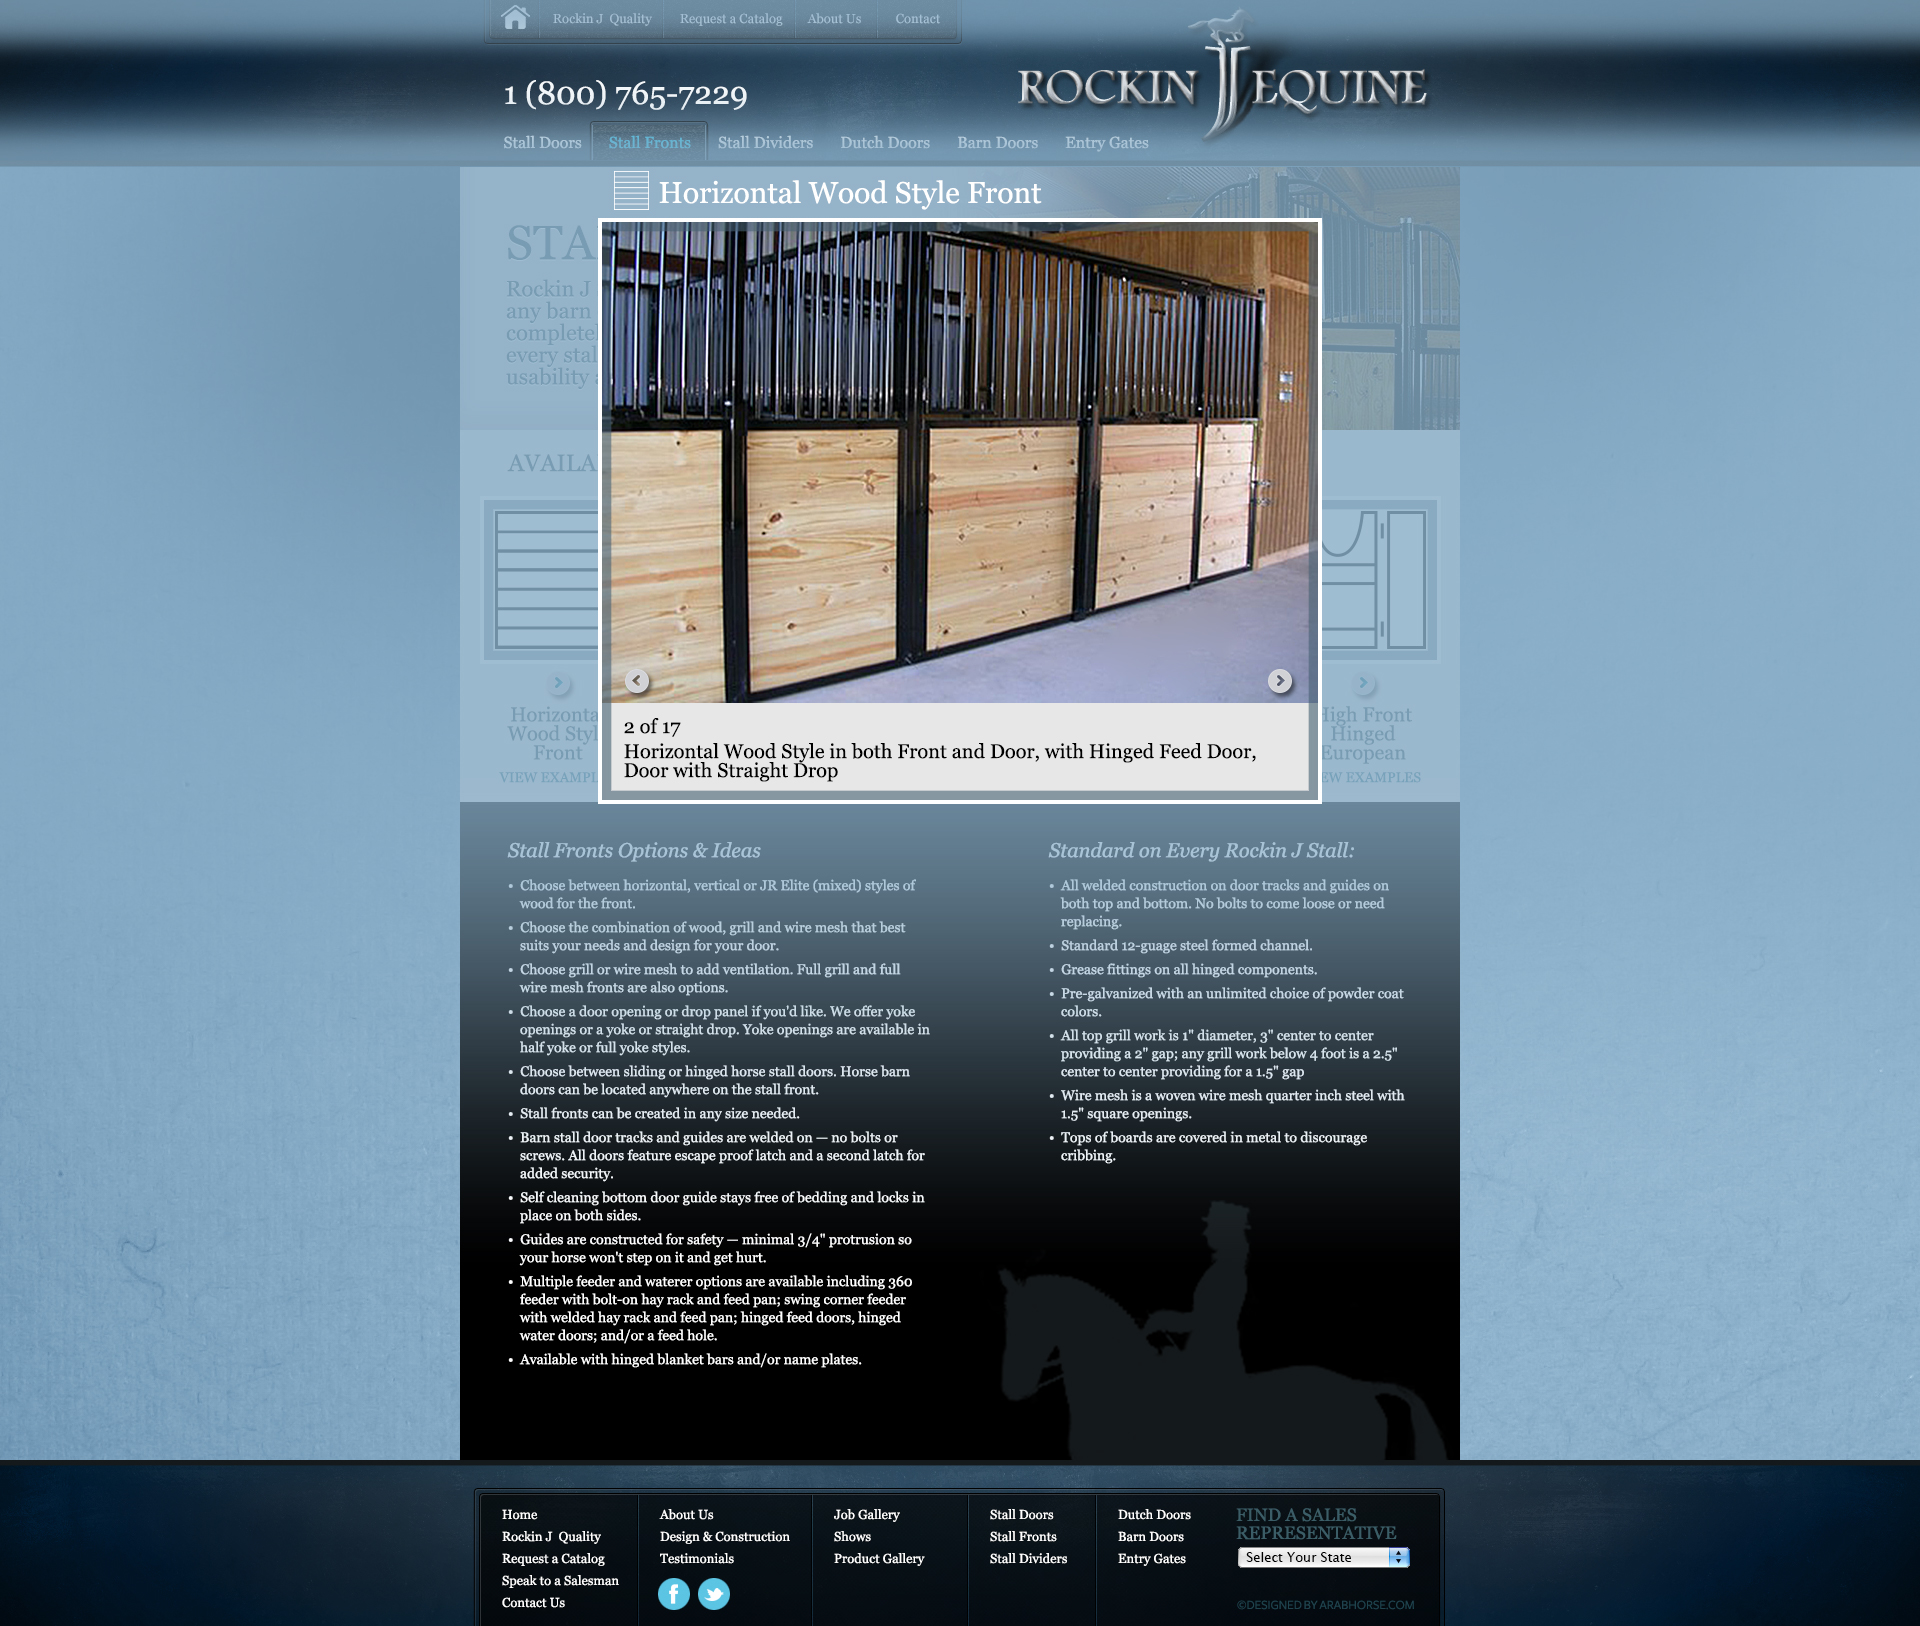 Rockin J Quality
Request a Catalog
About Us
Contact
1 (800) 765-7229
ROCKIN J EQUINE
Stall Doors
Stall Fronts
Stall Dividers
Dutch Doors
Barn Doors
Entry Gates
Horizontal Wood Style Front
Rockin J
any barn
every
usability
2 of 17
Horizontal Wood Style in both Front and Door, with Hinged Feed Door,
Door with Straight Drop
Wood
Front
VIEW
High Front
Hinged
European
EXAMPLES
Stall Fronts Options & Ideas
• Choose between horizontal, vertical or JR Elite (mixed) styles of
wood for the front.
• Choose the combination of wood, grill and wire mesh that best
suits your needs and design for your door.
• Choose grill or wire mesh to add ventilation. Full grill and full
wire mesh fronts are also options.
• Choose a door opening or drop panel if you'd like. We offer yoke
openings or a yoke or straight drop. Yoke openings are available in
half yoke or full yoke styles.
• Choose between sliding or hinged horse stall doors. Horse barn
doors can be located anywhere on the stall front.
• Stall fronts can be created in any size needed.
• Barn stall door tracks and guides are welded on — no bolts or
screws. All doors feature escape proof latch and a second latch for
added security.
• Self cleaning bottom door guide stays free of bedding and locks in
place on both sides.
• Guides are constructed for safety — minimal 3/4" protrusion so
your horse won't step on it and get hurt.
• Multiple feeder and waterer options are available including 360
feeder with bolt-on hay rack and feed pan; swing corner feeder
with welded hay rack and feed pan; hinged feed doors, hinged
water doors; and/or a feed hole.
• Available with hinged blanket bars and/or name plates.
Standard on Every Rockin J Stall:
• All welded construction on door tracks and guides on
both top and bottom. No bolts to come loose or need
replacing.
• Standard 12-guage steel formed channel.
• Grease fittings on all hinged components.
• Pre-galvanized with an unlimited choice of powder coat
colors.
• All top grill work is 1" diameter, 3" center to center
providing a 2" gap; any grill work below 4 foot is a 2.5"
center to center providing for a 1.5" gap
• Wire mesh is a woven wire mesh quarter inch steel with
1.5" square openings.
• Tops of boards are covered in metal to discourage
cribbing.
Home
Rockin J Quality
Request a Catalog
Speak to a Salesman
Contact Us
About Us
Design & Construction
Testimonials
Job Gallery
Shows
Product Gallery
Stall Doors
Stall Fronts
Stall Dividers
Dutch Doors
Barn Doors
Entry Gates
FIND A SALES
REPRESENTATIVE
Select Your State
©DESIGNED BY ARABHORSE.COM